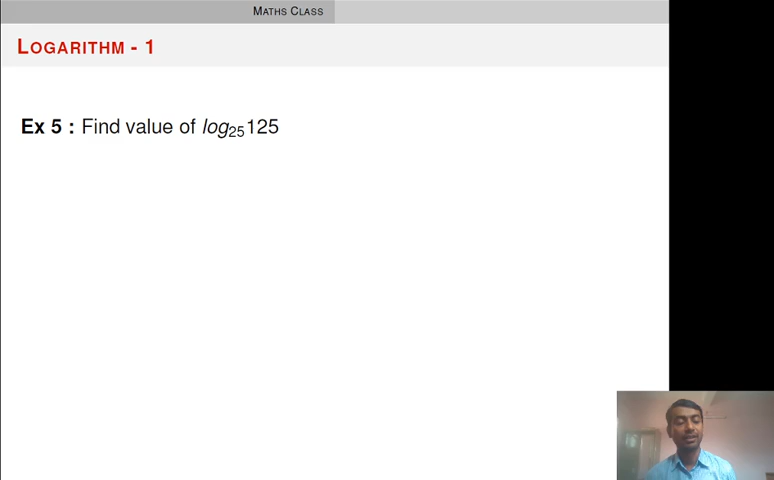 Maths Class
Logarithm - 1
Ex 5 : Find value of log₂₅125